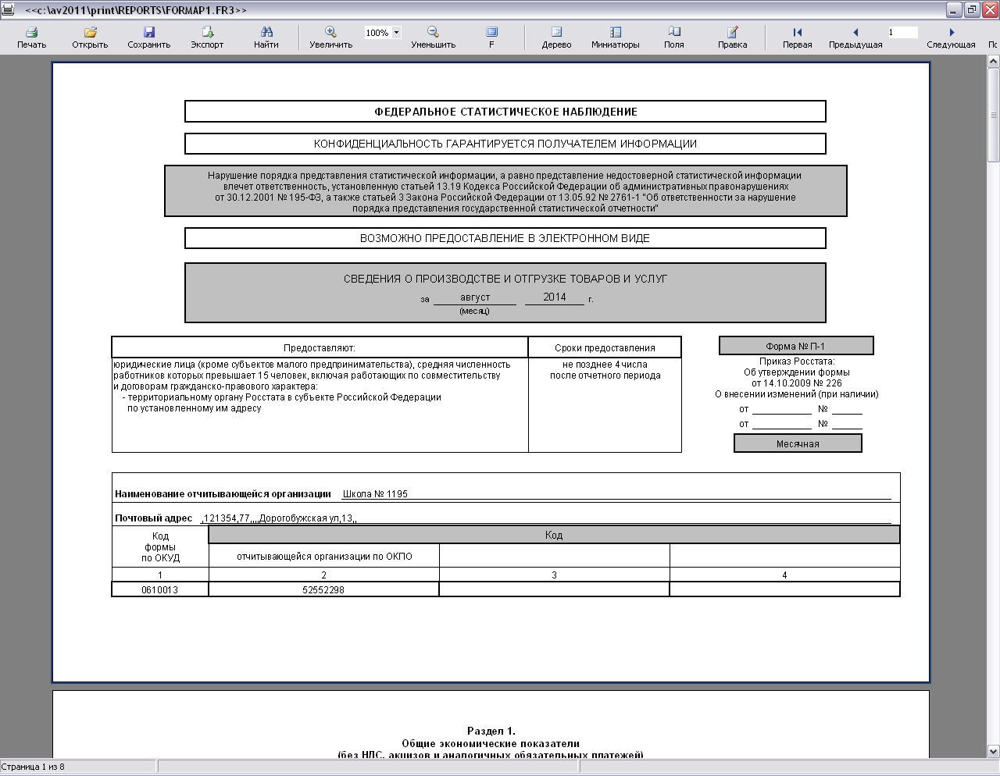 <<c:\av2011\print\REPORTS\FORMAP1.FR3>>
Печать Открыть Сохранить Экспорт Найти Увеличить 100% Уменьшить F Дерево Миниатюры Поля Правка Первая Предыдущая 1 Следующая Пс
ФЕДЕРАЛЬНОЕ СТАТИСТИЧЕСКОЕ НАБЛЮДЕНИЕ
КОНФИДЕНЦИАЛЬНОСТЬ ГАРАНТИРУЕТСЯ ПОЛУЧАТЕЛЕМ ИНФОРМАЦИИ
Нарушение порядка представления статистической информации, а равно представление недостоверной статистической информации
влечет ответственность, установленную статьей 13.19 Кодекса Российской Федерации об административных правонарушениях
от 30.12.2001 № 195-ФЗ, а также статьей 3 Закона Российской Федерации от 13.05.92 № 2761-1 "Об ответственности за нарушение
порядка представления государственной статистической отчетности"
ВОЗМОЖНО ПРЕДОСТАВЛЕНИЕ В ЭЛЕКТРОННОМ ВИДЕ
СВЕДЕНИЯ О ПРОИЗВОДСТВЕ И ОТГРУЗКЕ ТОВАРОВ И УСЛУГ
за август 2014 г.
(месяц)
Предоставляют:
юридические лица (кроме субъектов малого предпринимательства), средняя численность
работников которых превышает 15 человек, включая работающих по совместительству
и договорам гражданско-правового характера:
- территориальному органу Росстата в субъекте Российской Федерации
по установленному им адресу
Сроки предоставления
не позднее 4 числа
после отчетного периода
Форма № П-1
Приказ Росстата:
Об утверждении формы
от 14.10.2009 № 226
О внесении изменений (при наличии)
от ____ № ____
от ____ № ____
Месячная
Наименование отчитывающейся организации Школа № 1195
Почтовый адрес ,121354,77,,,,Дорогобужская ул,13,,
Код
формы
по ОКУД
Код
отчитывающейся организации по ОКПО
1 2 3 4
0610013 52552298
Раздел 1.
Общие экономические показатели
(без НДС, акцизов и аналогичных обязательных платежей)
Страница 1 из 8